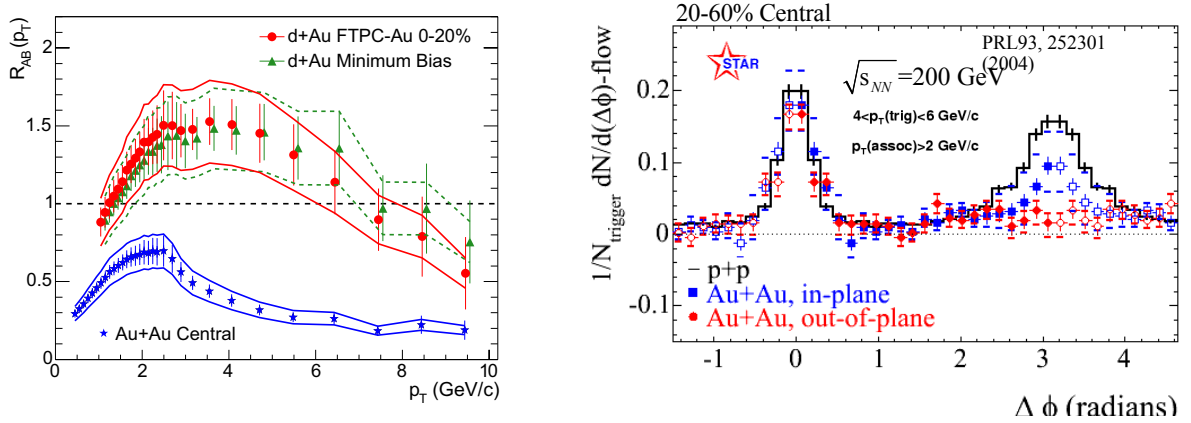 R_AB(p_T)
2
1.5
1
0.5
0
d+Au FTPC-Au 0-20%
d+Au Minimum Bias
Au+Au Central
0 2 4 6 8 10
p_T (GeV/c)
20-60% Central
PRL93, 252301
(2004)
STAR
√s_NN =200 GeV
4<p_T(trig)<6 GeV/c
p_T(assoc)>2 GeV/c
1/N_trigger dN/d(Δϕ)-flow
0.2
0.1
0
-0.1
p+p
Au+Au, in-plane
Au+Au, out-of-plane
-1 0 1 2 3 4
Δ ϕ (radians)